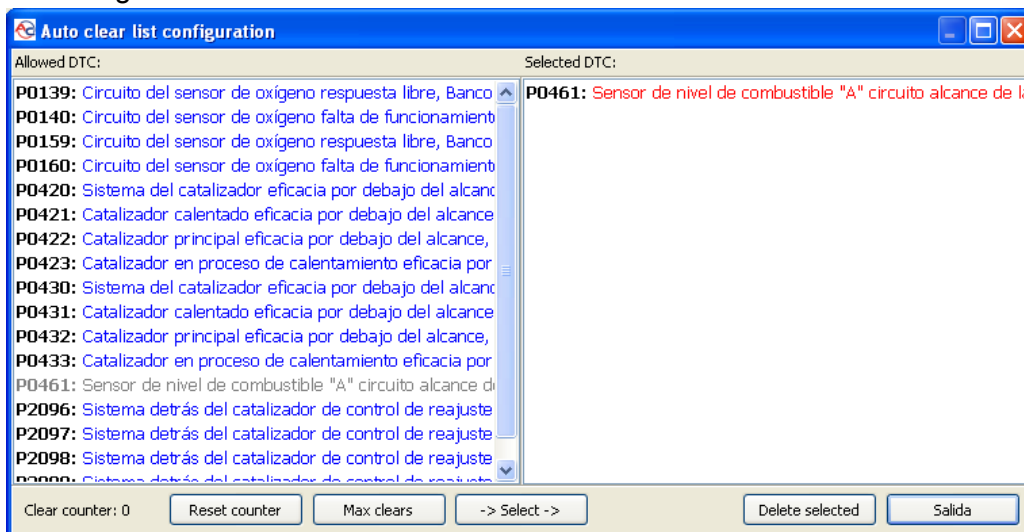 Auto clear list configuration
Allowed DTC:
Selected DTC:
P0139: Circuito del sensor de oxígeno respuesta libre, Banco
P0140: Circuito del sensor de oxígeno falta de funcionamient
P0159: Circuito del sensor de oxígeno respuesta libre, Banco
P0160: Circuito del sensor de oxígeno falta de funcionamient
P0420: Sistema del catalizador eficacia por debajo del alcanc
P0421: Catalizador calentado eficacia por debajo del alcance
P0422: Catalizador principal eficacia por debajo del alcance,
P0423: Catalizador en proceso de calentamiento eficacia por
P0430: Sistema del catalizador eficacia por debajo del alcanc
P0431: Catalizador calentado eficacia por debajo del alcance
P0432: Catalizador principal eficacia por debajo del alcance,
P0433: Catalizador en proceso de calentamiento eficacia por
P0461: Sensor de nivel de combustible "A" circuito alcance d
P2096: Sistema detrás del catalizador de control de reajuste
P2097: Sistema detrás del catalizador de control de reajuste
P2098: Sistema detrás del catalizador de control de reajuste
P2099: Sistema detrás del catalizador de control de reajuste
P0461: Sensor de nivel de combustible "A" circuito alcance de l
Clear counter: 0
Reset counter
Max clears
-> Select ->
Delete selected
Salida